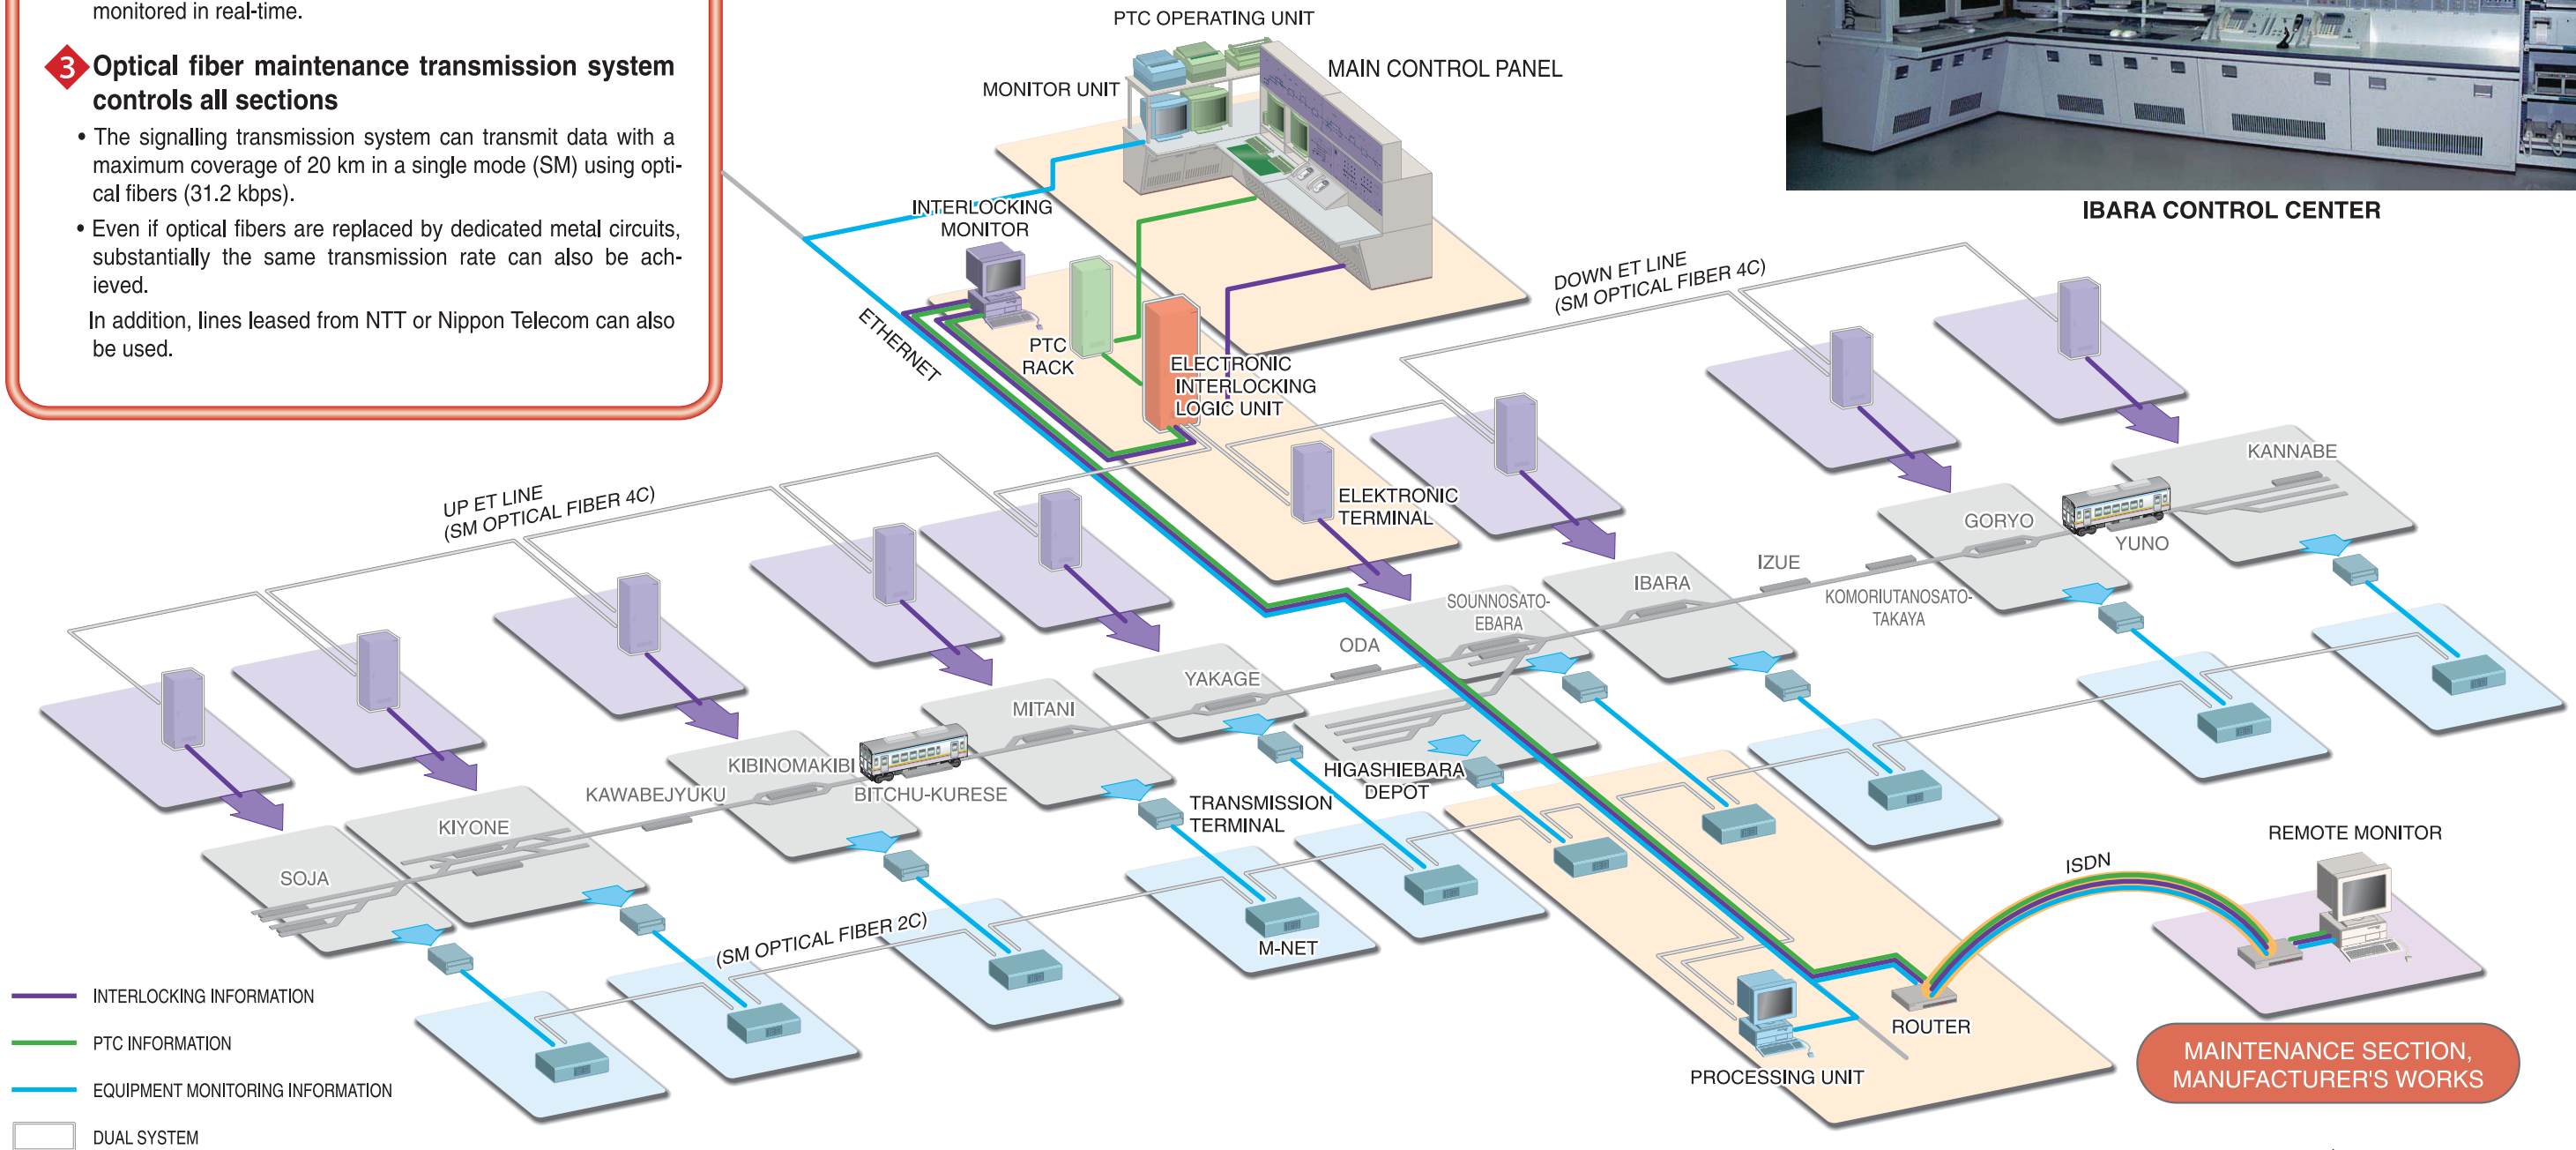 monitored in real-time.
3 Optical fiber maintenance transmission system
controls all sections
• The signalling transmission system can transmit data with a
maximum coverage of 20 km in a single mode (SM) using opti-
cal fibers (31.2 kbps).
• Even if optical fibers are replaced by dedicated metal circuits,
substantially the same transmission rate can also be ach-
ieved.
In addition, lines leased from NTT or Nippon Telecom can also
be used.
PTC OPERATING UNIT
MONITOR UNIT
MAIN CONTROL PANEL
IBARA CONTROL CENTER
INTERLOCKING
MONITOR
ETHERNET
PTC
RACK
ELECTRONIC
INTERLOCKING
LOGIC UNIT
DOWN ET LINE
(SM OPTICAL FIBER 4C)
UP ET LINE
(SM OPTICAL FIBER 4C)
ELEKTRONIC
TERMINAL
KANNABE
YUNO
GORYO
KOMORIUTANOSATO-
TAKAYA
IZUE
IBARA
SOUNNOSATO-
EBARA
ODA
YAKAGE
HIGASHIEBARA
DEPOT
MITANI
BITCHU-KURESE
KIBINOMAKIBI
KAWABEJYUKU
KIYONE
SOJA
TRANSMISSION
TERMINAL
M-NET
(SM OPTICAL FIBER 2C)
PROCESSING UNIT
ROUTER
ISDN
REMOTE MONITOR
MAINTENANCE SECTION,
MANUFACTURER'S WORKS
INTERLOCKING INFORMATION
PTC INFORMATION
EQUIPMENT MONITORING INFORMATION
DUAL SYSTEM